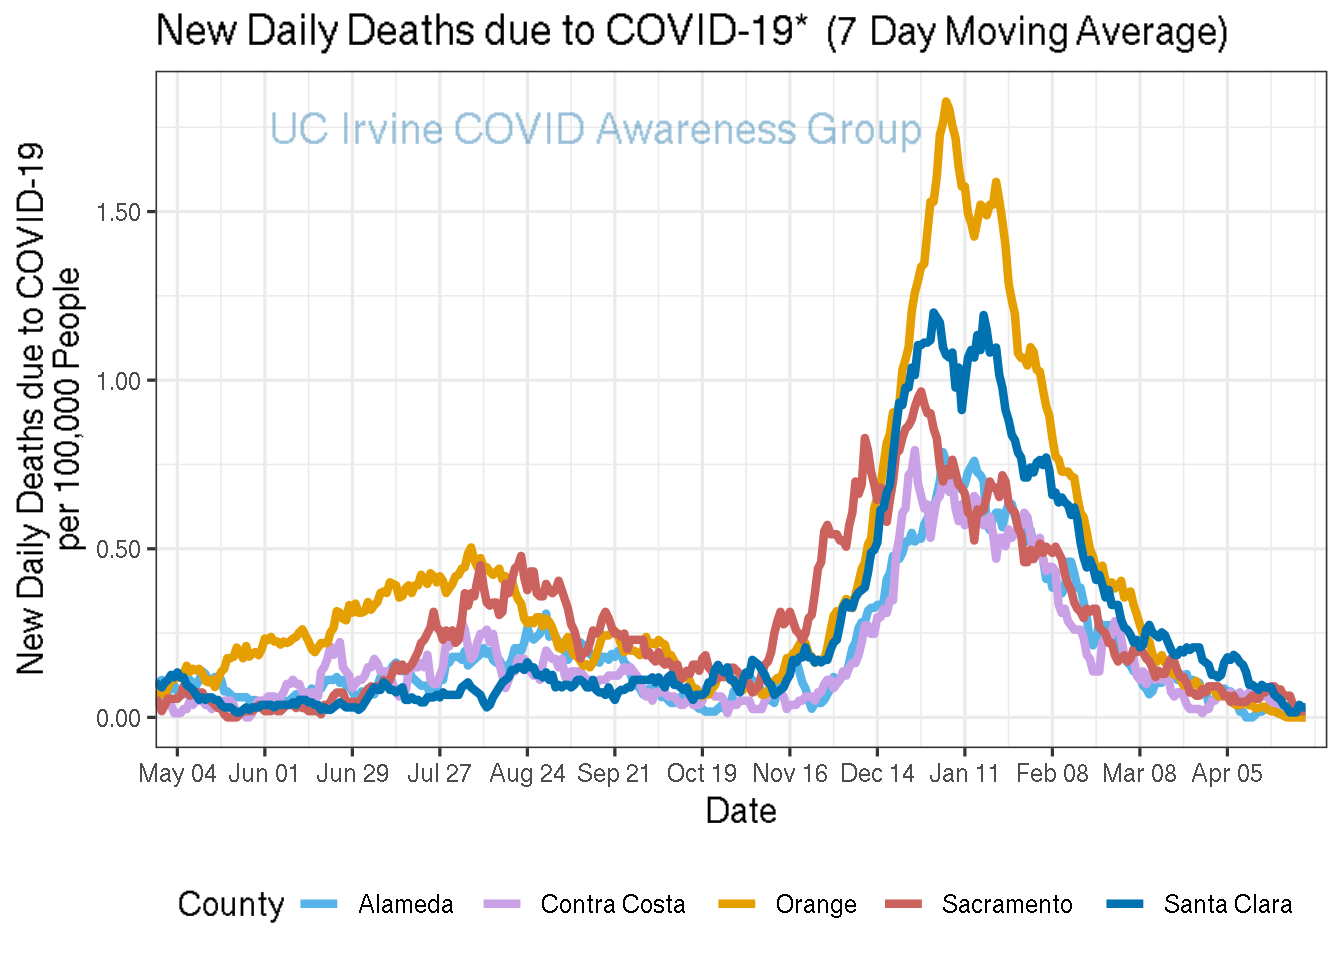 New Daily Deaths due to COVID-19* (7 Day Moving Average)
UC Irvine COVID Awareness Group
New Daily Deaths due to COVID-19
per 100,000 People
1.50
1.00
0.50
0.00
May 04 Jun 01 Jun 29 Jul 27 Aug 24 Sep 21 Oct 19 Nov 16 Dec 14 Jan 11 Feb 08 Mar 08 Apr 05
Date
County Alameda Contra Costa Orange Sacramento Santa Clara